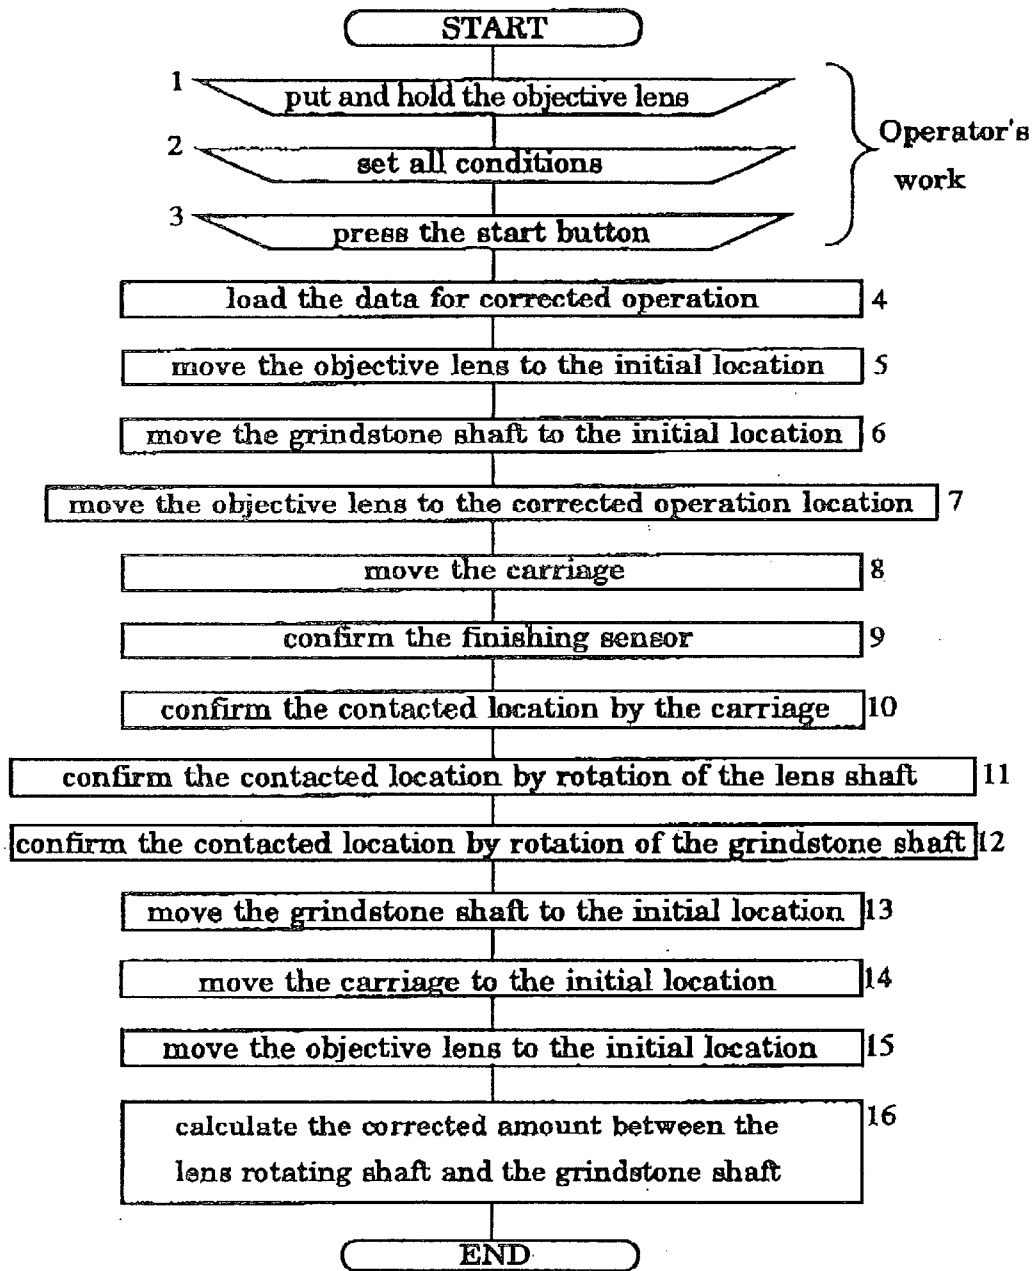 START
1
put and hold the objective lens
2
set all conditions
3
press the start button
Operator's
work
load the data for corrected operation
4
move the objective lens to the initial location
5
move the grindstone shaft to the initial location
6
move the objective lens to the corrected operation location
7
move the carriage
8
confirm the finishing sensor
9
confirm the contacted location by the carriage
10
confirm the contacted location by rotation of the lens shaft
11
confirm the contacted location by rotation of the grindstone shaft
12
move the grindstone shaft to the initial location
13
move the carriage to the initial location
14
move the objective lens to the initial location
15
calculate the corrected amount between the
lens rotating shaft and the grindstone shaft
16
END